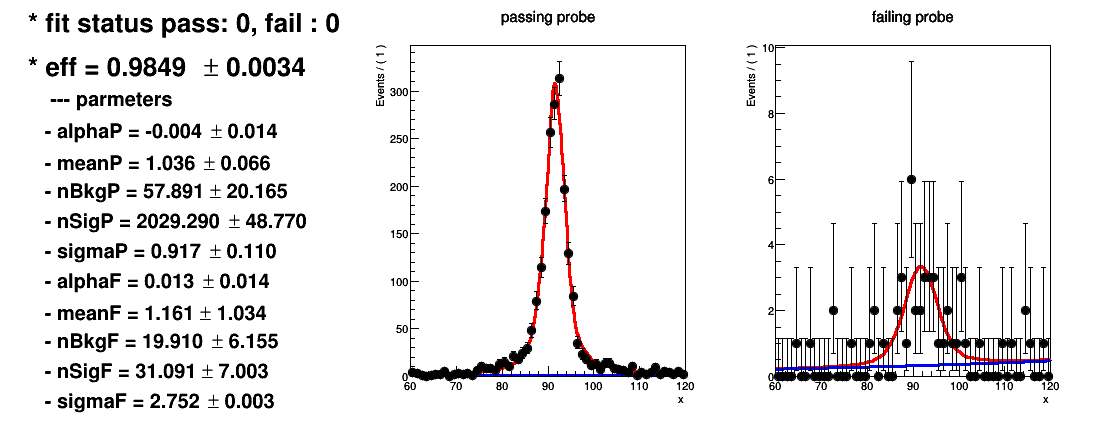 * fit status pass: 0, fail : 0
* eff = 0.9849 ± 0.0034
--- parmeters
- alphaP = -0.004 ± 0.014
- meanP = 1.036 ± 0.066
- nBkgP = 57.891 ± 20.165
- nSigP = 2029.290 ± 48.770
- sigmaP = 0.917 ± 0.110
- alphaF = 0.013 ± 0.014
- meanF = 1.161 ± 1.034
- nBkgF = 19.910 ± 6.155
- nSigF = 31.091 ± 7.003
- sigmaF = 2.752 ± 0.003
passing probe
Events / ( 1 )
300
250
200
150
100
50
0
60 70 80 90 100 110 120
x
failing probe
Events / ( 1 )
10
8
6
4
2
0
60 70 80 90 100 110 120
x